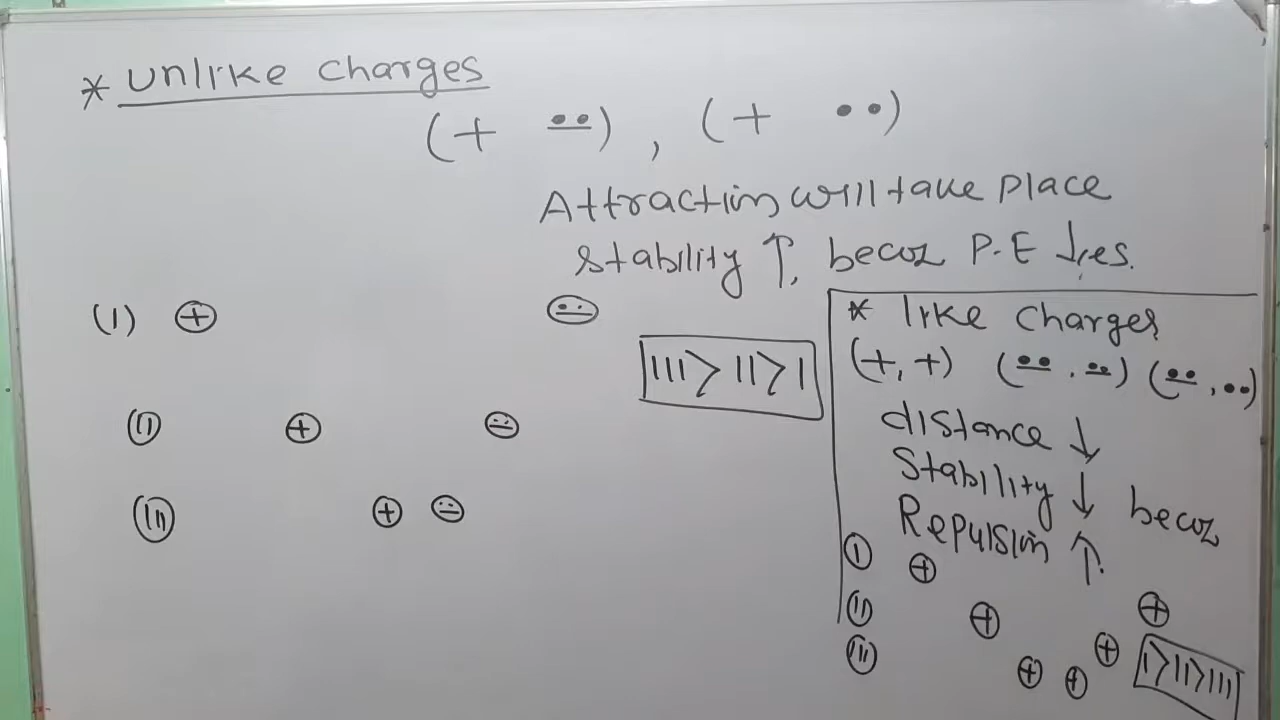 * Unlike charges
(+ –̈) , (+ ••)
Attraction will take place
stability ↑, becoz P.E ↓es.
(I) ⊕ –̈
(II) ⊕ –̈
(III) ⊕ –̈
III > II > I
* like charges
(+, +) (–̈ , –̈) (–̈ , ••)
distance ↓
Stability ↓ becoz
Repulsion ↑.
(I) ⊕ ⊕
(II) ⊕ ⊕
(III) ⊕ ⊕
I > II > III